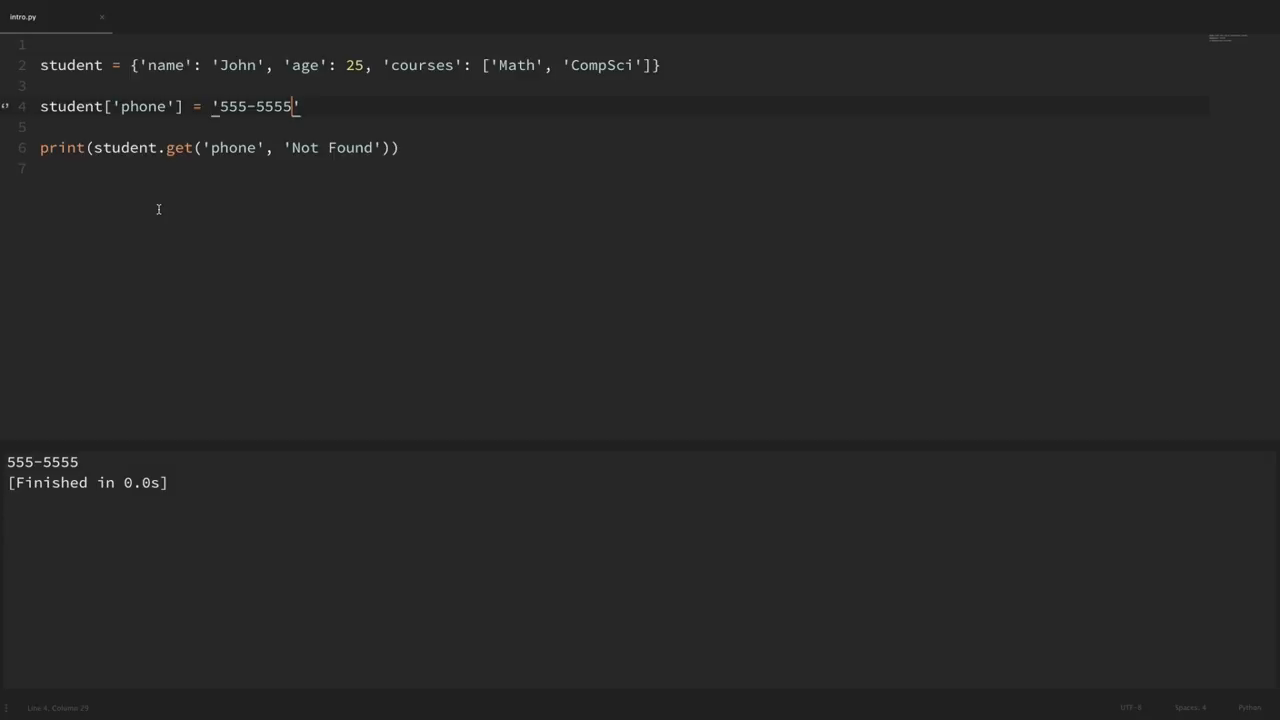 intro.py ×
1
2 student = {'name': 'John', 'age': 25, 'courses': ['Math', 'CompSci']}
3
4 student['phone'] = '555-5555'
5
6 print(student.get('phone', 'Not Found'))
7
555-5555
[Finished in 0.0s]
Line 4, Column 29 UTF-8 Spaces: 4 Python